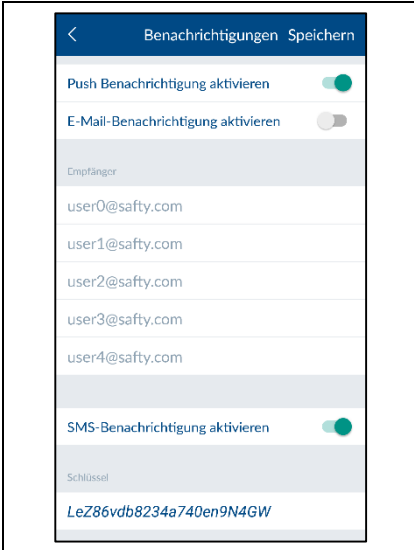 Benachrichtigungen Speichern
Push Benachrichtigung aktivieren
E-Mail-Benachrichtigung aktivieren
Empfänger
user0@safty.com
user1@safty.com
user2@safty.com
user3@safty.com
user4@safty.com
SMS-Benachrichtigung aktivieren
Schlüssel
LeZ86vdb8234a740en9N4GW